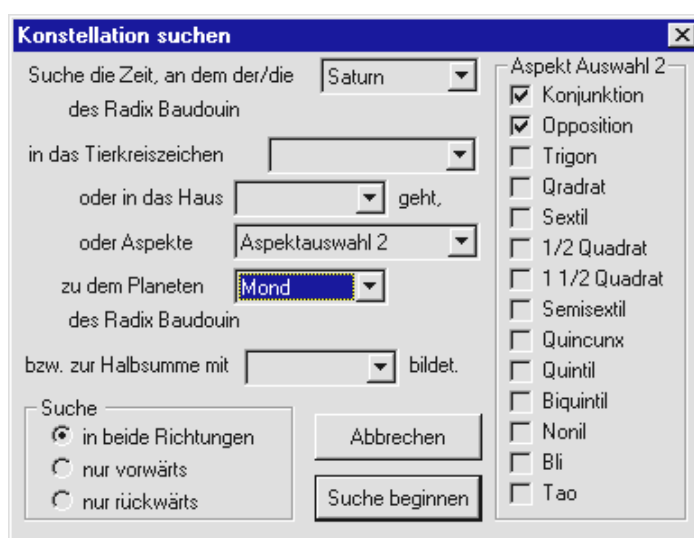 Konstellation suchen
Suche die Zeit, an dem der/die Saturn
des Radix Baudouin
in das Tierkreiszeichen
oder in das Haus geht,
oder Aspekte Aspektauswahl 2
zu dem Planeten Mond
des Radix Baudouin
bzw. zur Halbsumme mit bildet.
Suche
in beide Richtungen
nur vorwärts
nur rückwärts
Abbrechen
Suche beginnen
Aspekt Auswahl 2
Konjunktion
Opposition
Trigon
Qradrat
Sextil
1/2 Quadrat
1 1/2 Quadrat
Semisextil
Quincunx
Quintil
Biquintil
Nonil
Bli
Tao